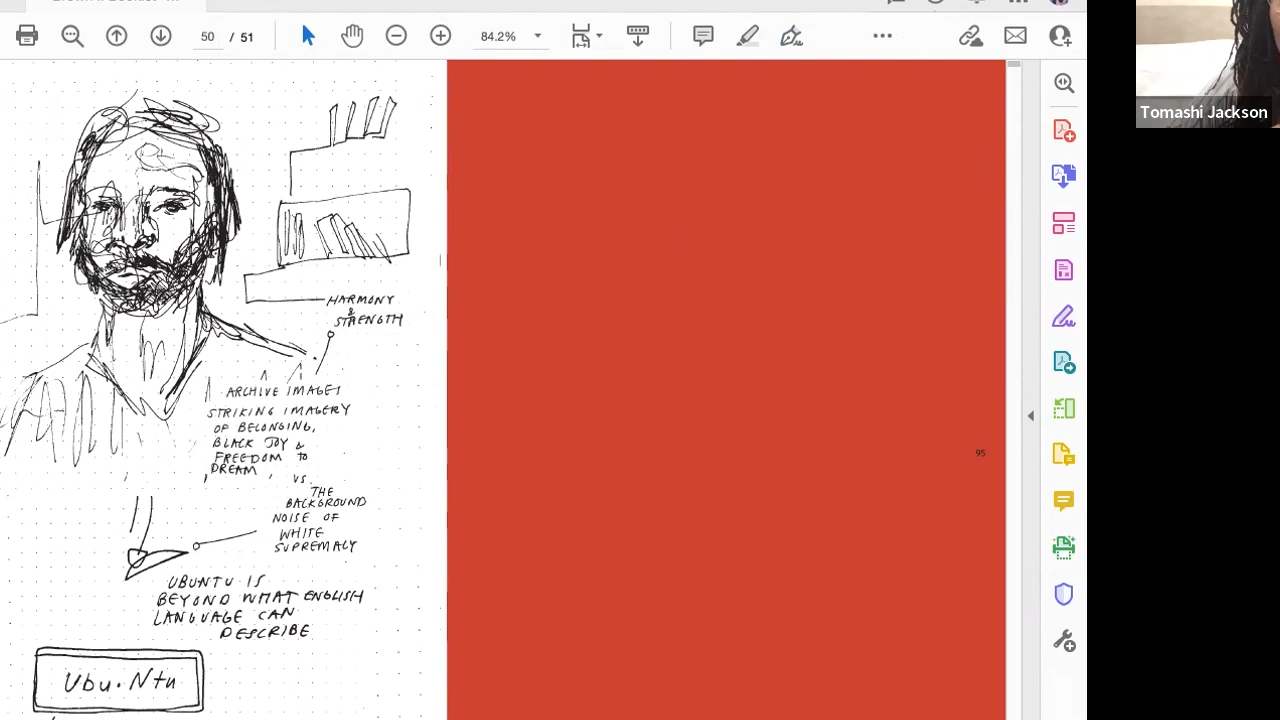 50 / 51
84.2%
Tomashi Jackson
HARMONY
&
STRENGTH
ARCHIVE IMAGES
STRIKING IMAGERY
OF BELONGING,
BLACK JOY &
FREEDOM to
DREAM
VS.
THE
BACKGROUND
NOISE OF
WHITE
SUPREMACY
UBUNTU IS
BEYOND WHAT ENGLISH
LANGUAGE CAN
DESCRIBE
Ubu.Ntu
95